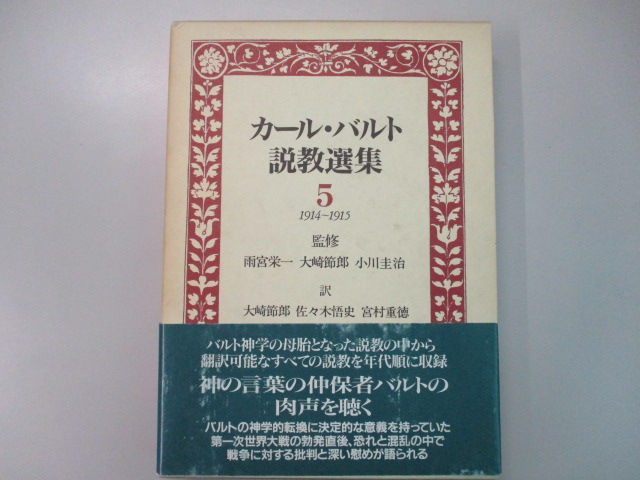 カール・バルト
説教選集
5
1914~1915
監修
雨宮栄一 大崎節郎 小川圭治
訳
大崎節郎 佐々木悟史 宮村重徳
バルト神学の母胎となった説教の中から
翻訳可能なすべての説教を年代順に収録
神の言葉の仲保者バルトの
肉声を聴く
バルトの神学的転換に決定的な意義を持っていた
第一次世界大戦の勃発直後、恐れと混乱の中で
戦争に対する批判と深い慰めが語られる